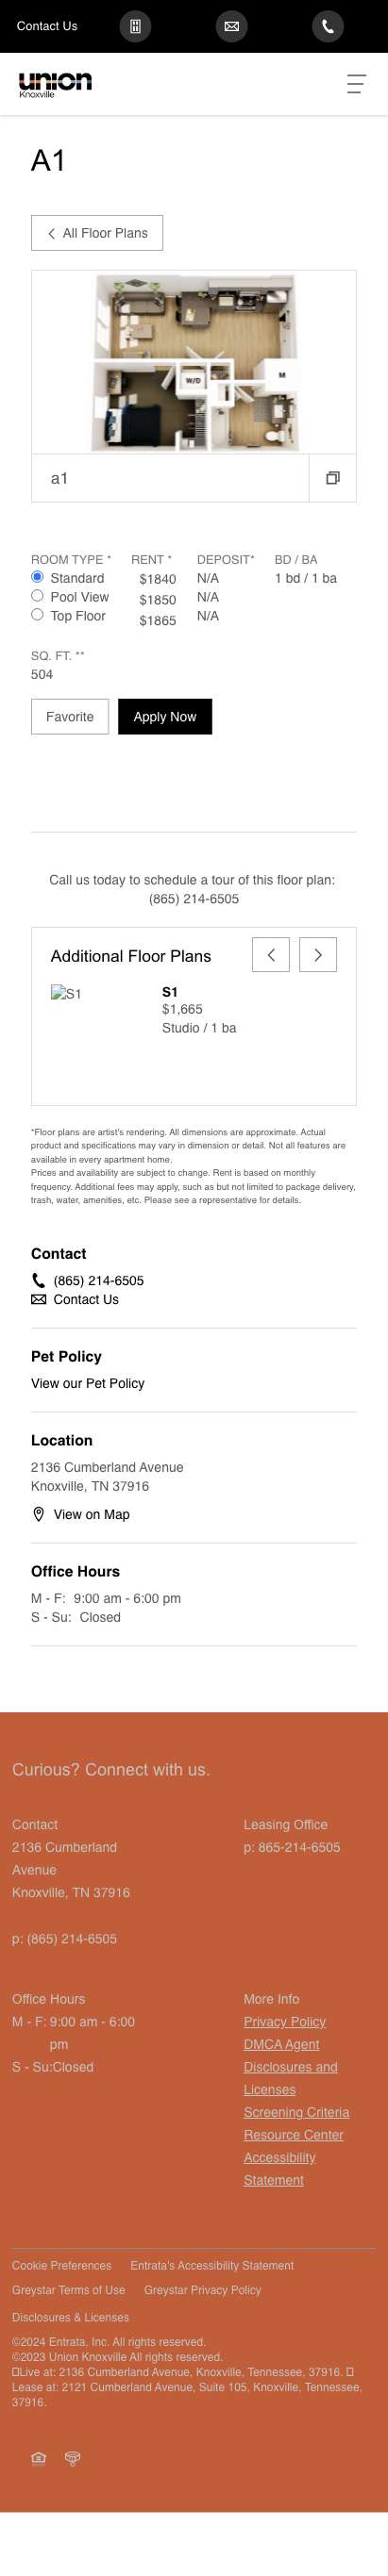 Contact Us
union
Knoxville
A1
All Floor Plans
W/D
M
a1
ROOM TYPE * RENT * DEPOSIT* BD / BA
Standard $1840 N/A 1 bd / 1 ba
Pool View $1850 N/A
Top Floor $1865 N/A
SQ. FT. **
504
Favorite Apply Now
Call us today to schedule a tour of this floor plan:
(865) 214-6505
Additional Floor Plans
S1 S1
$1,665
Studio / 1 ba
*Floor plans are artist's rendering. All dimensions are approximate. Actual
product and specifications may vary in dimension or detail. Not all features are
available in every apartment home.
Prices and availability are subject to change. Rent is based on monthly
frequency. Additional fees may apply, such as but not limited to package delivery,
trash, water, amenities, etc. Please see a representative for details.
Contact
(865) 214-6505
Contact Us
Pet Policy
View our Pet Policy
Location
2136 Cumberland Avenue
Knoxville, TN 37916
View on Map
Office Hours
M - F: 9:00 am - 6:00 pm
S - Su: Closed
Curious? Connect with us.
Contact
2136 Cumberland
Avenue
Knoxville, TN 37916
p: (865) 214-6505
Leasing Office
p: 865-214-6505
Office Hours
M - F: 9:00 am - 6:00
pm
S - Su:Closed
More Info
Privacy Policy
DMCA Agent
Disclosures and
Licenses
Screening Criteria
Resource Center
Accessibility
Statement
Cookie Preferences Entrata's Accessibility Statement
Greystar Terms of Use Greystar Privacy Policy
Disclosures & Licenses
©2024 Entrata, Inc. All rights reserved.
©2023 Union Knoxville All rights reserved.
Live at: 2136 Cumberland Avenue, Knoxville, Tennessee, 37916.
Lease at: 2121 Cumberland Avenue, Suite 105, Knoxville, Tennessee,
37916.